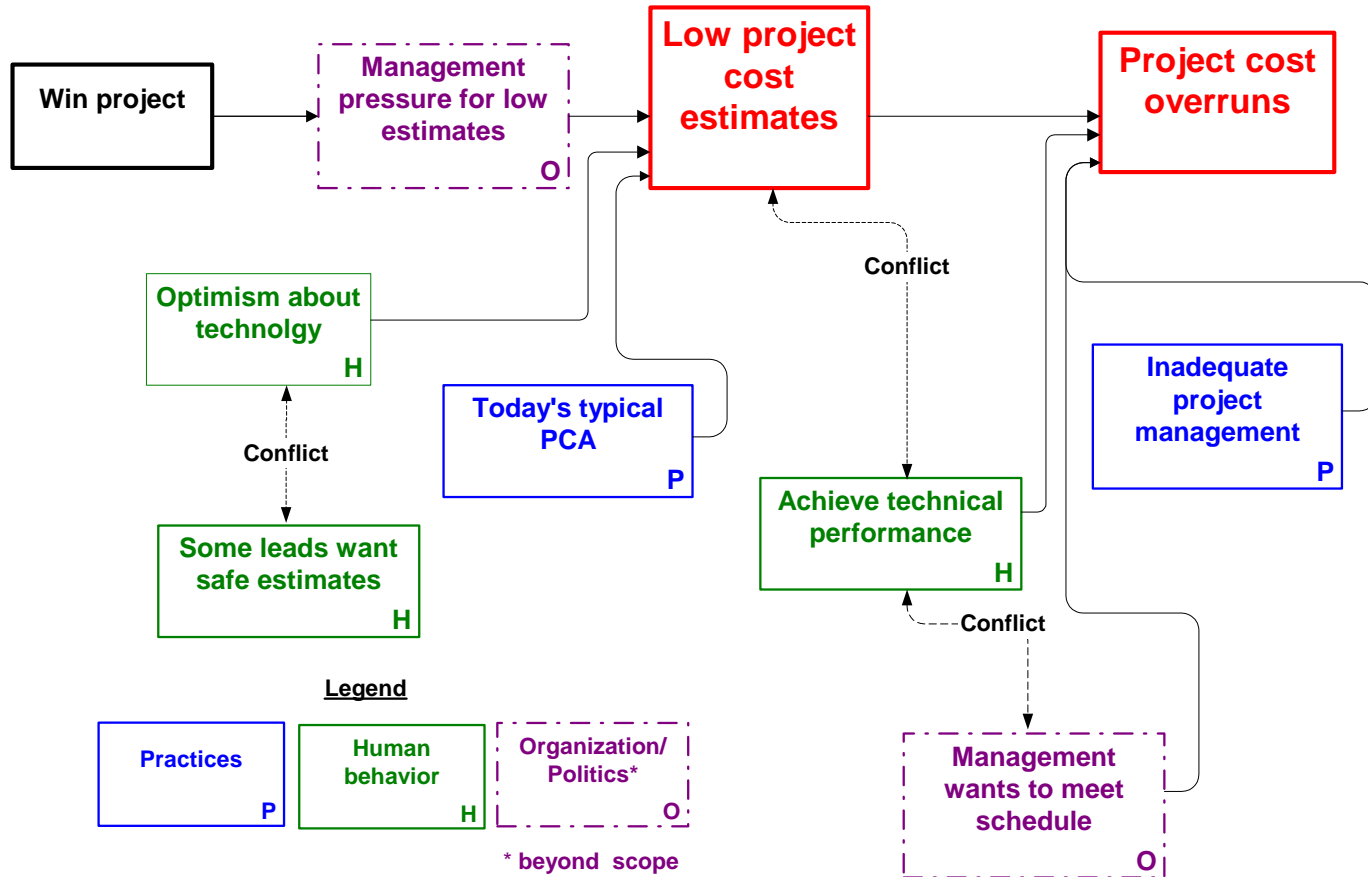 Win project
Management
pressure for low
estimates
O
Low project
cost
estimates
Project cost
overruns
Optimism about
technolgy
H
Conflict
Some leads want
safe estimates
H
Today's typical
PCA
P
Conflict
Achieve technical
performance
H
Inadequate
project
management
P
Conflict
Management
wants to meet
schedule
O
Legend
Practices
P
Human
behavior
H
Organization/
Politics*
O
* beyond scope